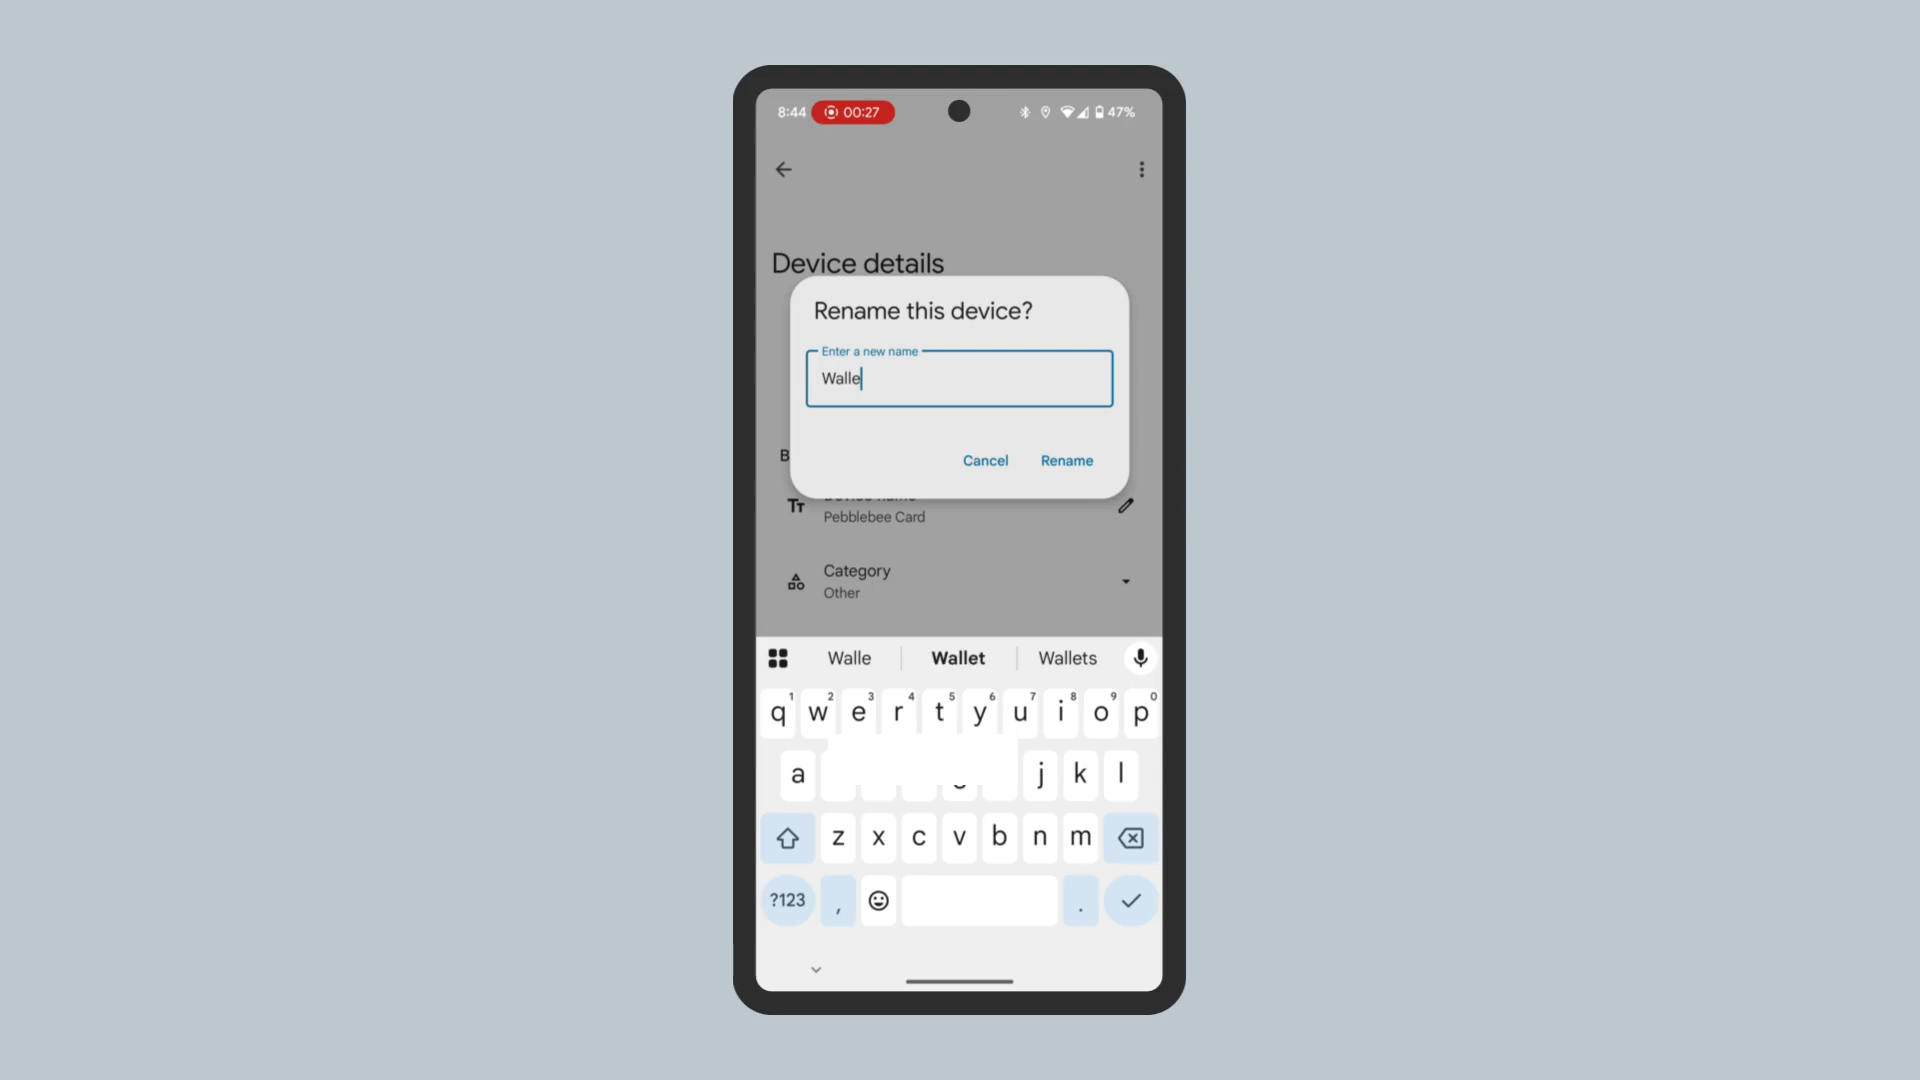 8:44 00:27 47%
Device details
Rename this device?
Enter a new name
Walle
Cancel Rename
B
Tт
Pebblebee Card
Category
Other
Walle Wallet Wallets
1 2 3 4 5 6 7 8 9 0
q w e r t y u i o p
a j k l
z x c v b n m
?123 , .